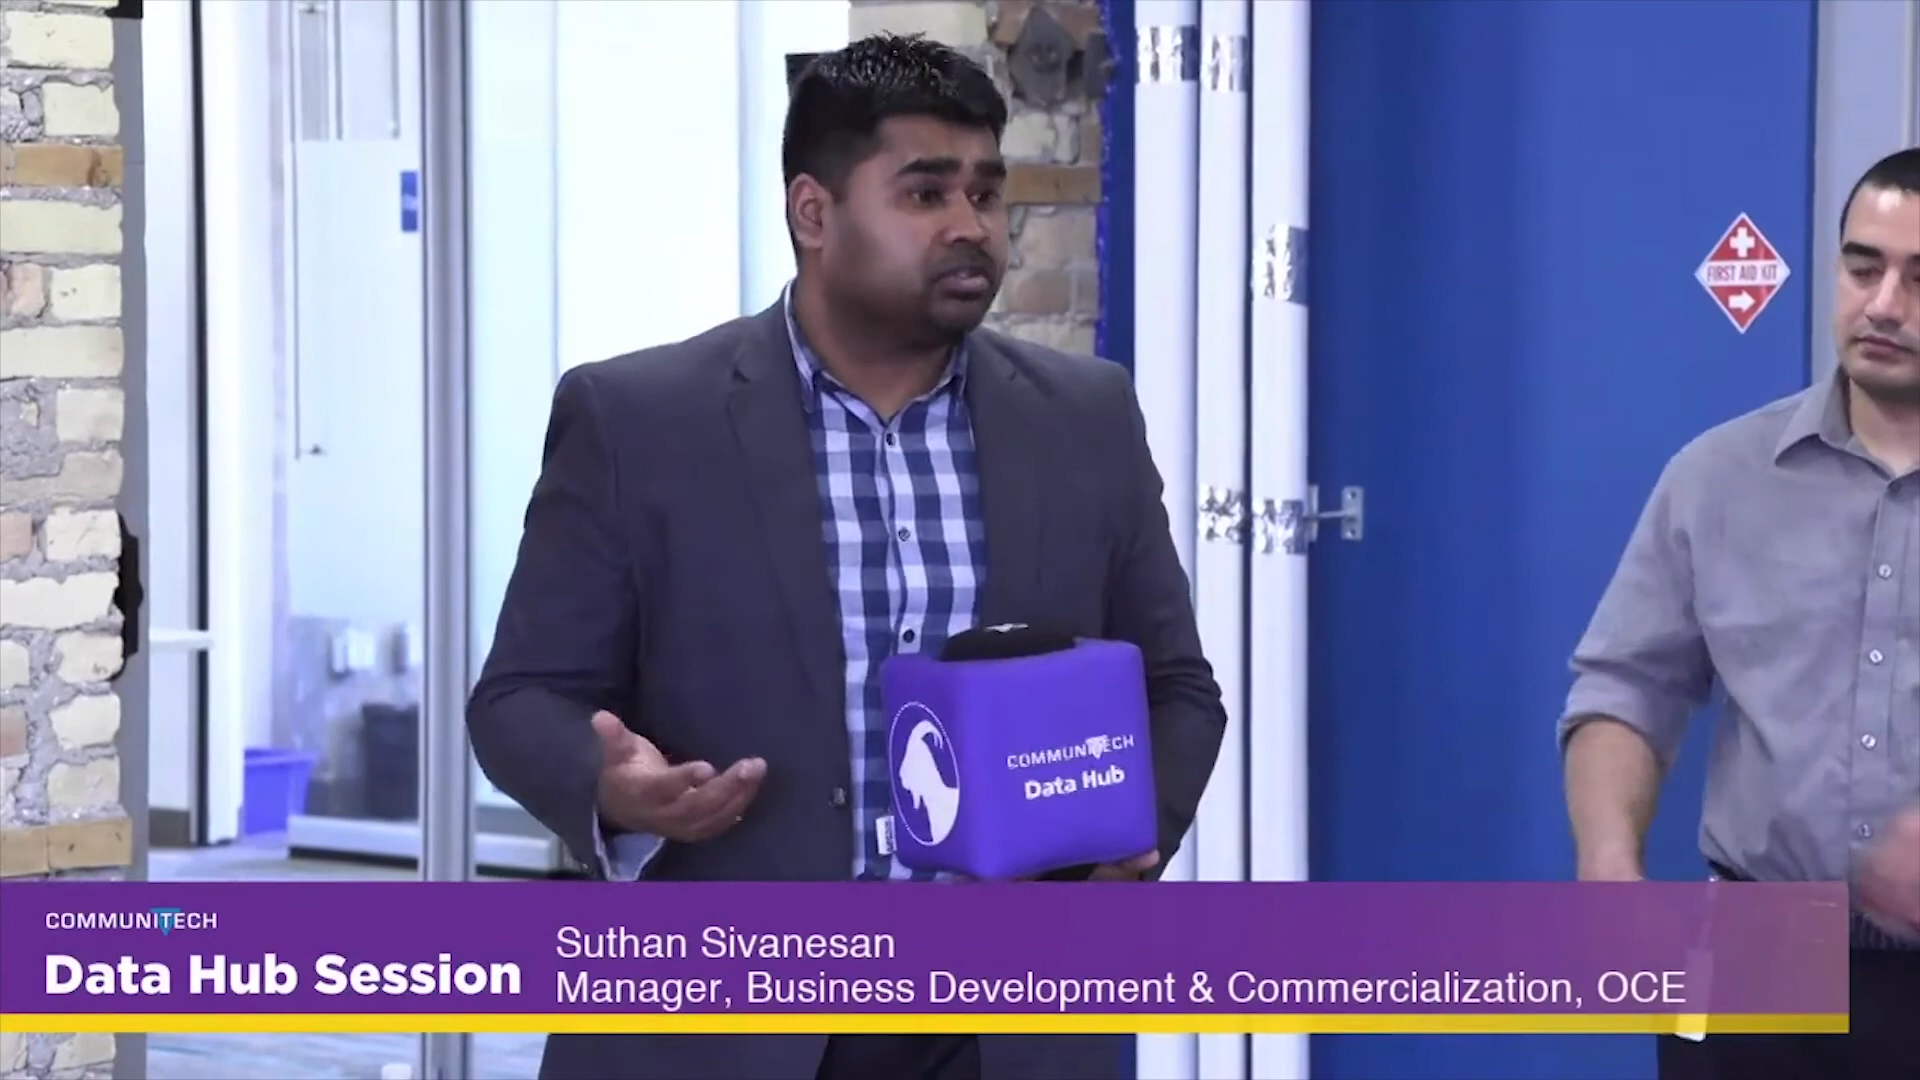 FIRST AID KIT
COMMUNITECH
Data Hub
COMMUNITECH
Data Hub Session
Suthan Sivanesan
Manager, Business Development & Commercialization, OCE